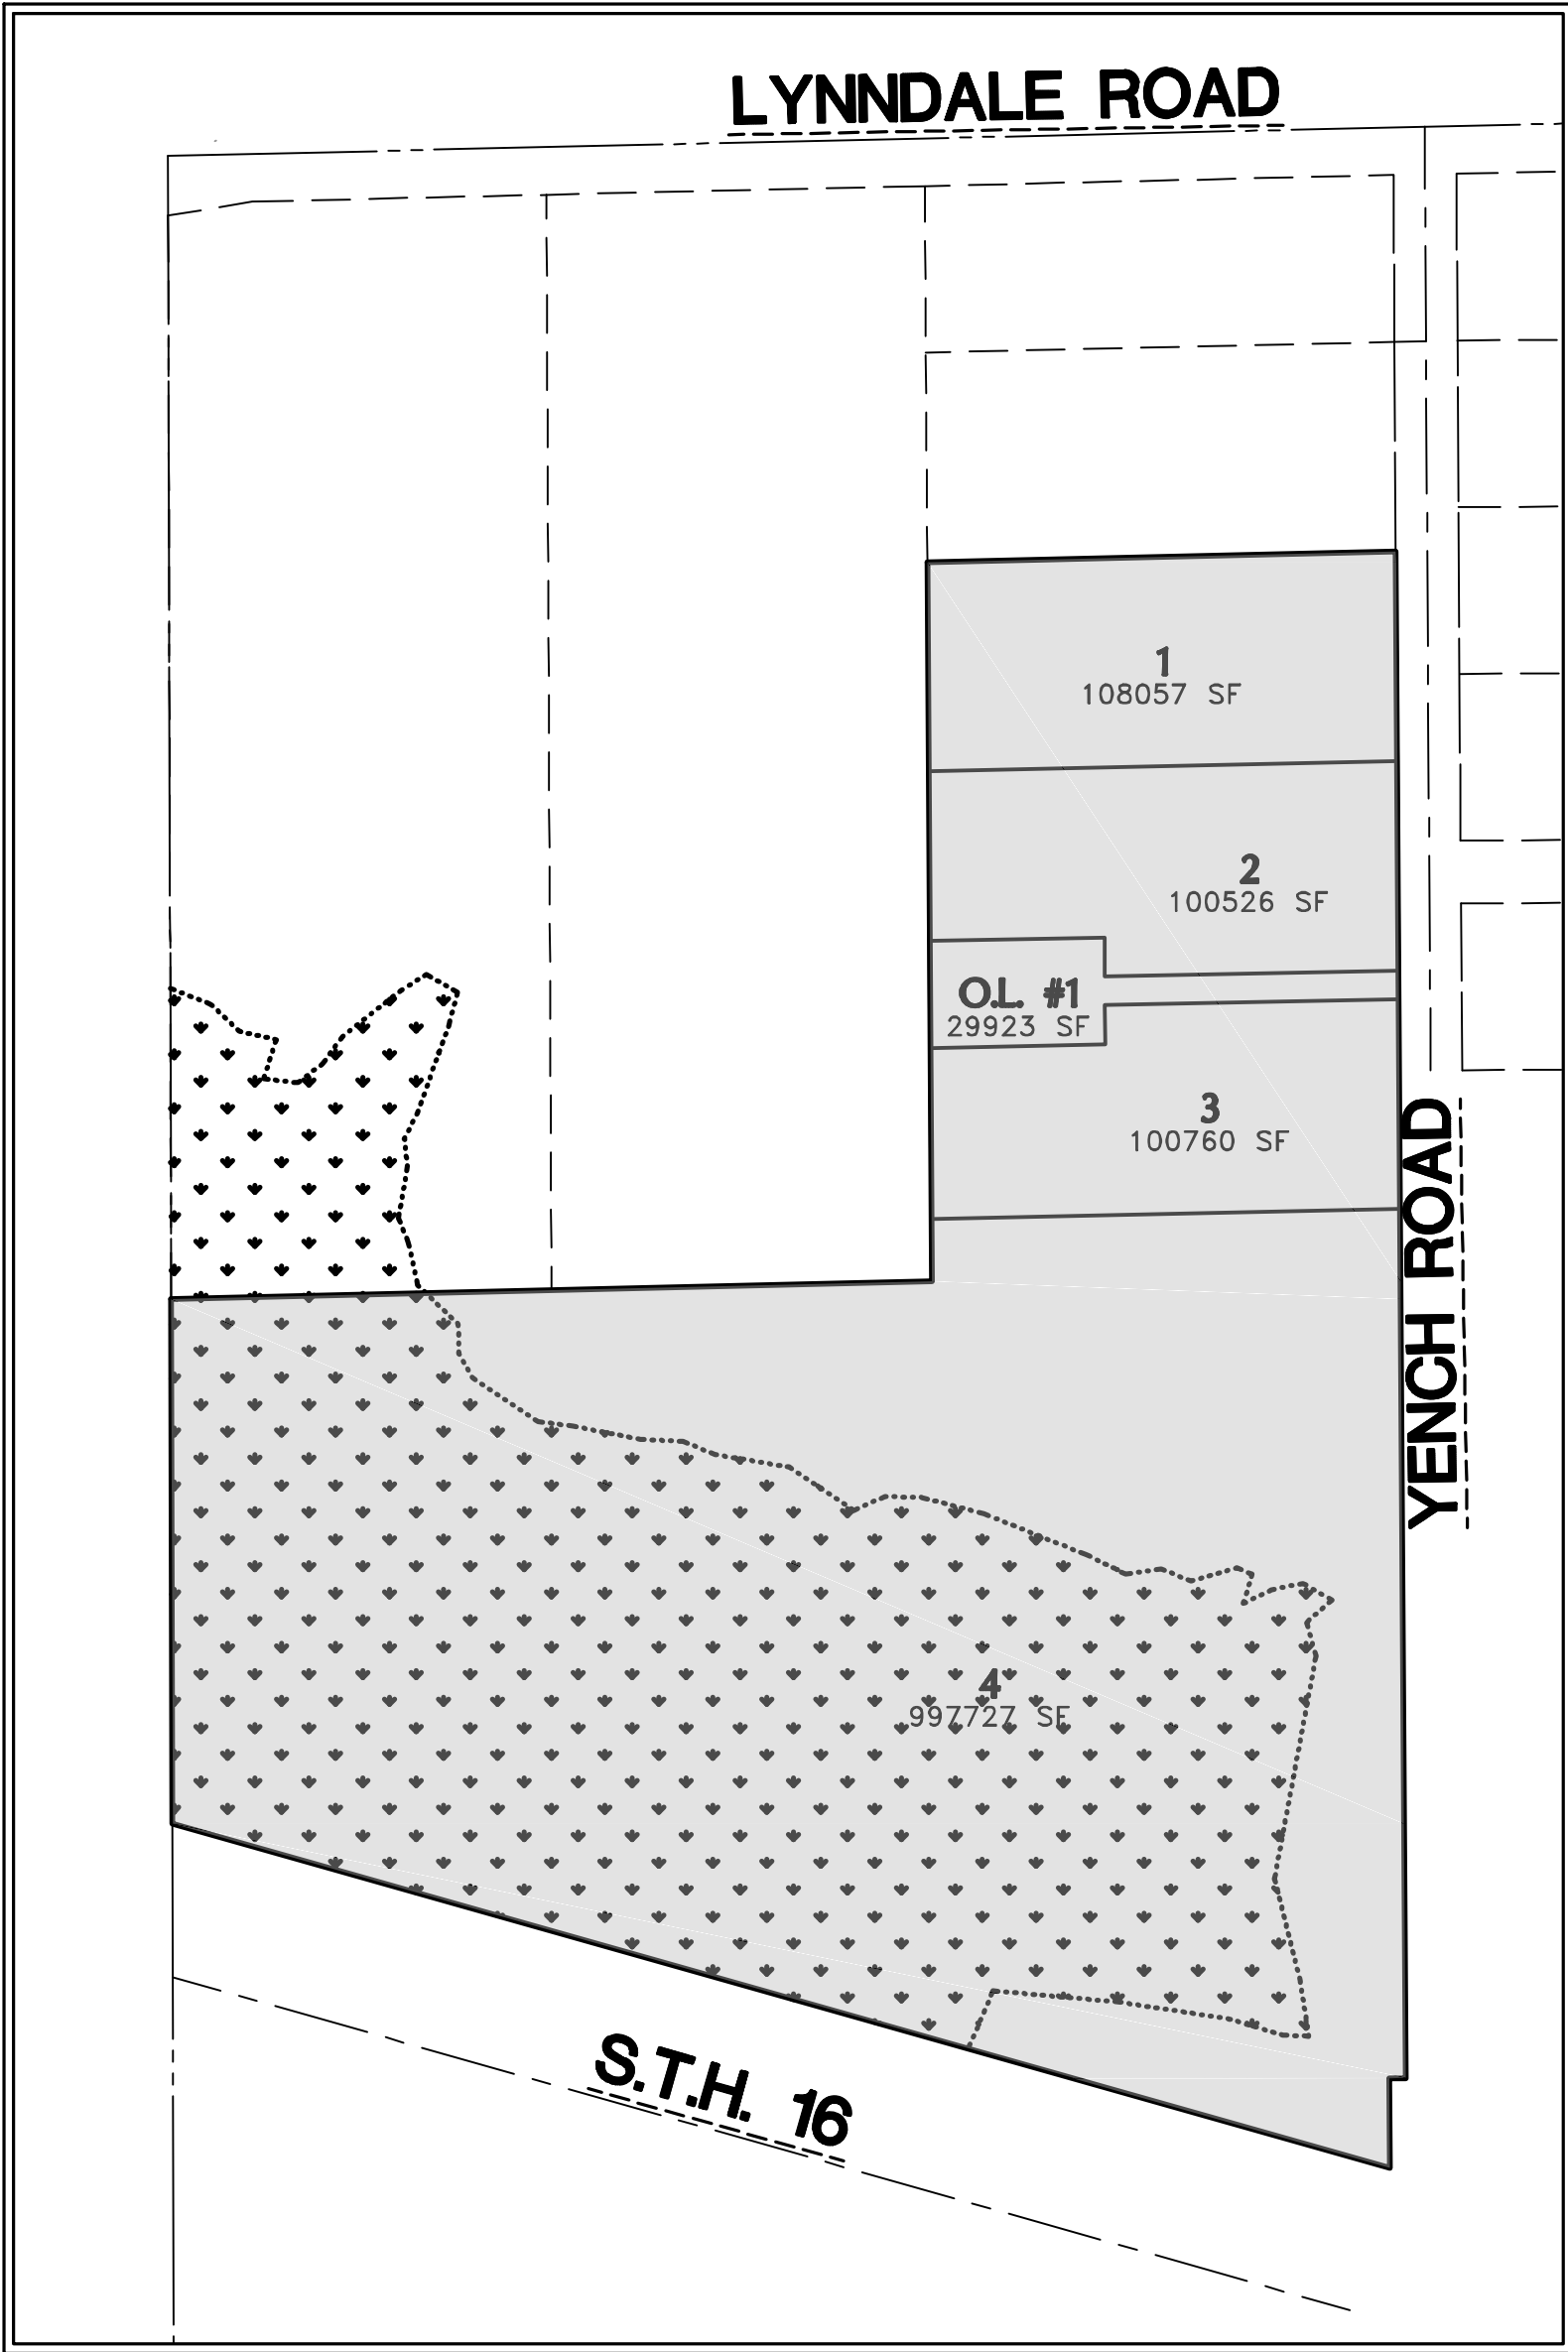 LYNNDALE ROAD
1
108057 SF
2
100526 SF
O.L. #1
29923 SF
3
100760 SF
YENCH ROAD
4
997727 SF
S.T.H. 16